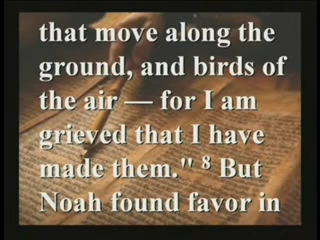 that move along the
ground, and birds of
the air — for I am
grieved that I have
made them." 8 But
Noah found favor in